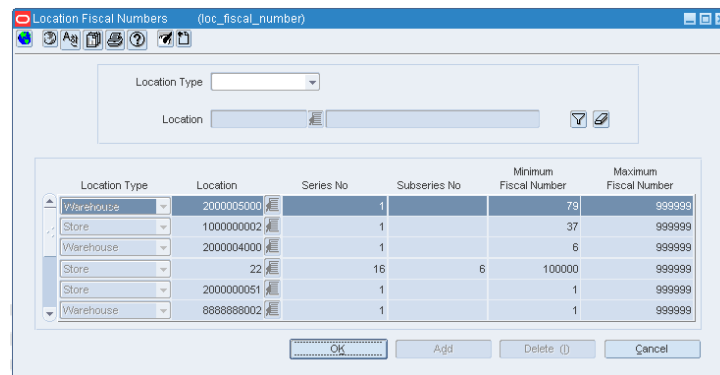 Location Fiscal Numbers (loc_fiscal_number)
Location Type
Location
Location Type Location Series No Subseries No Minimum Fiscal Number Maximum Fiscal Number
Warehouse 2000005000 1 79 999999
Store 1000000002 1 37 999999
Warehouse 2000004000 1 6 999999
Store 22 16 6 100000 999999
Store 2000000051 1 1 999999
Warehouse 8888888002 1 1 999999
OK Add Delete (I) Cancel